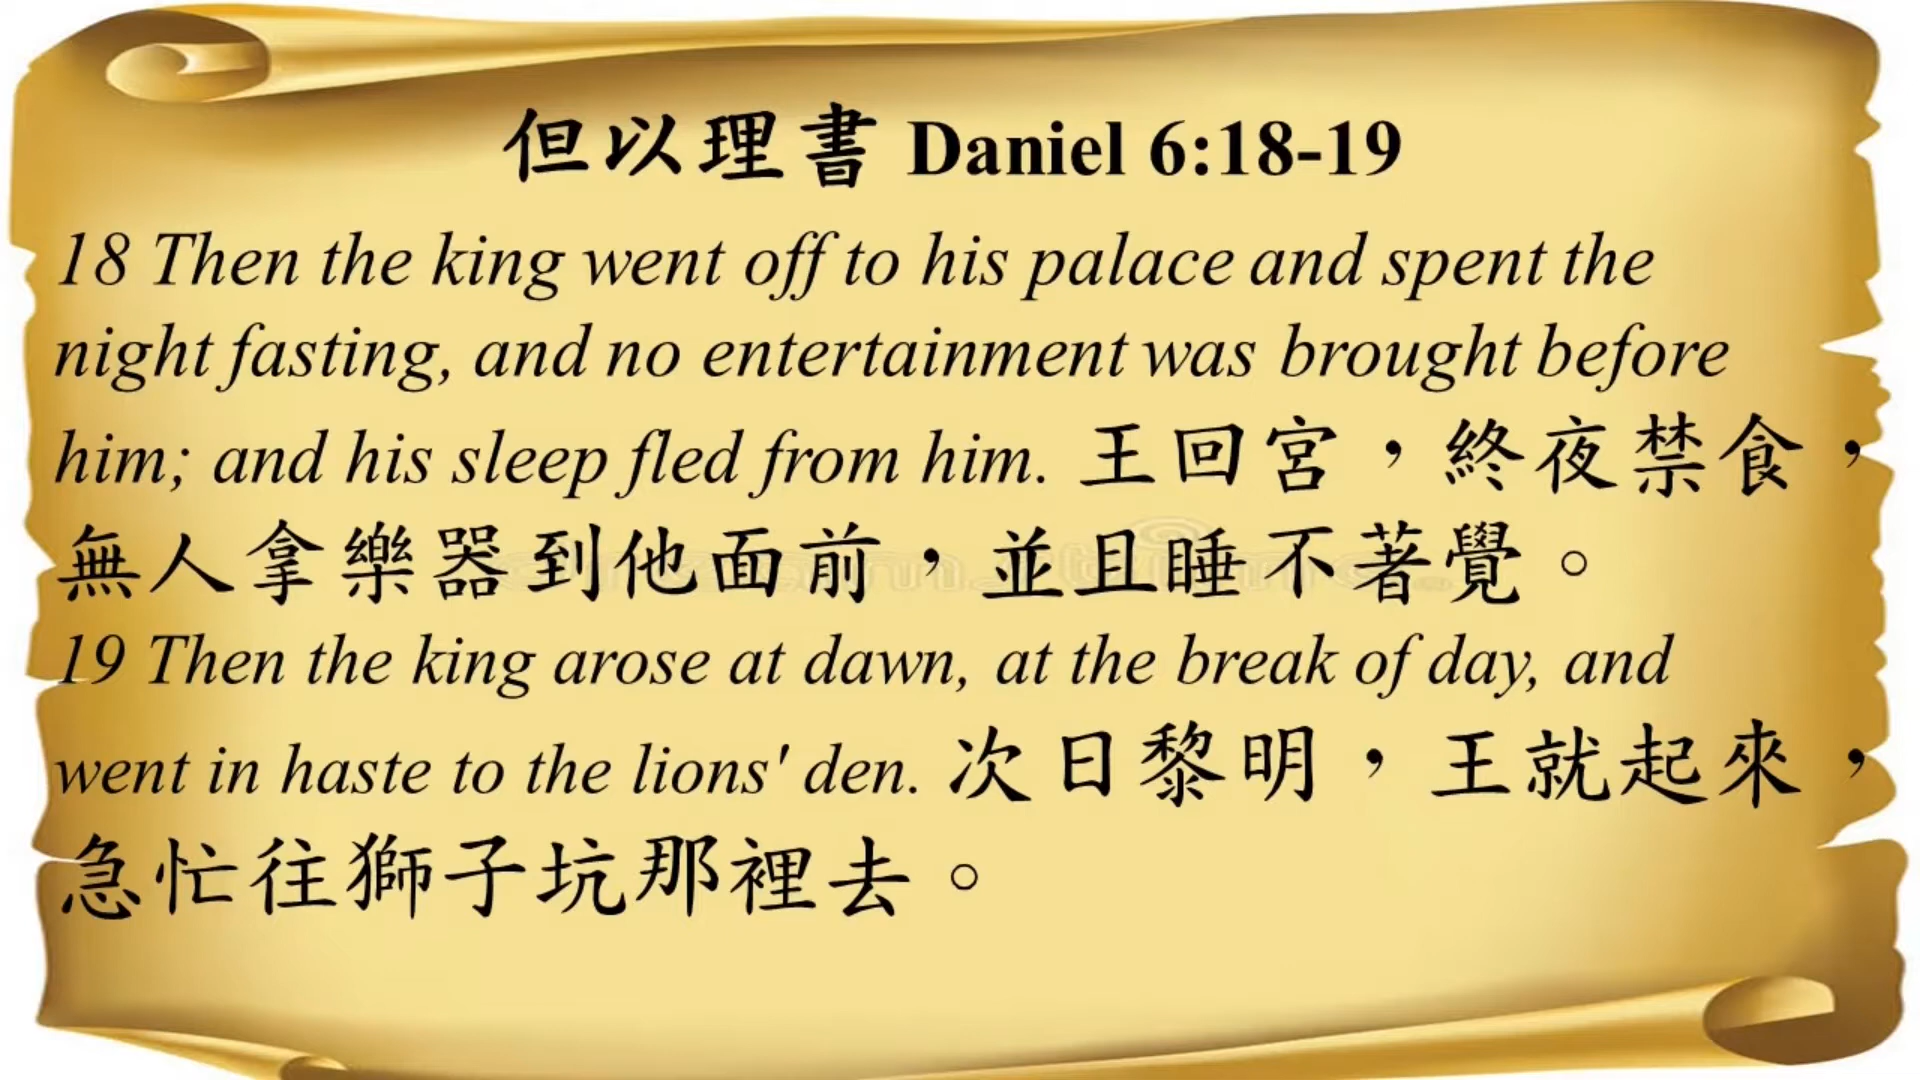 但以理書 Daniel 6:18-19
18 Then the king went off to his palace and spent the
night fasting, and no entertainment was brought before
him; and his sleep fled from him. 王回宮，終夜禁食，
無人拿樂器到他面前，並且睡不著覺。
19 Then the king arose at dawn, at the break of day, and
went in haste to the lions' den. 次日黎明，王就起來，
急忙往獅子坑那裡去。